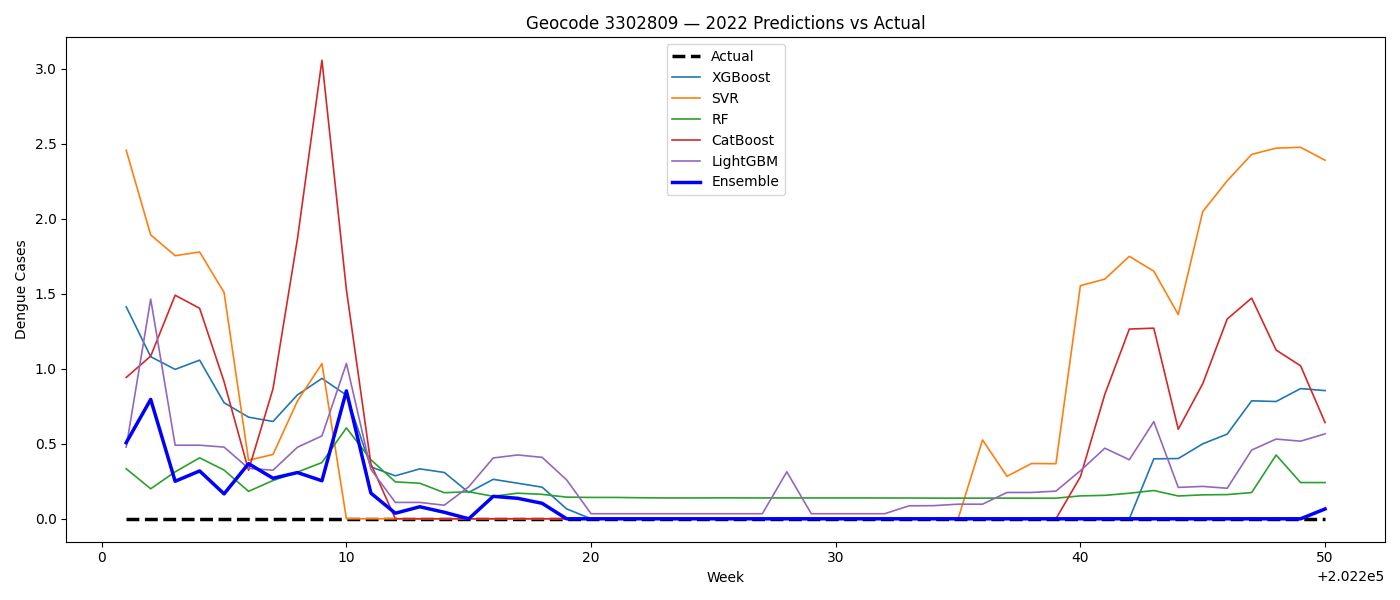 Geocode 3302809 — 2022 Predictions vs Actual
Dengue Cases
3.0
2.5
2.0
1.5
1.0
0.5
0.0
Actual
XGBoost
SVR
RF
CatBoost
LightGBM
Ensemble
0 10 20 30 40 50
Week
+2.022e5